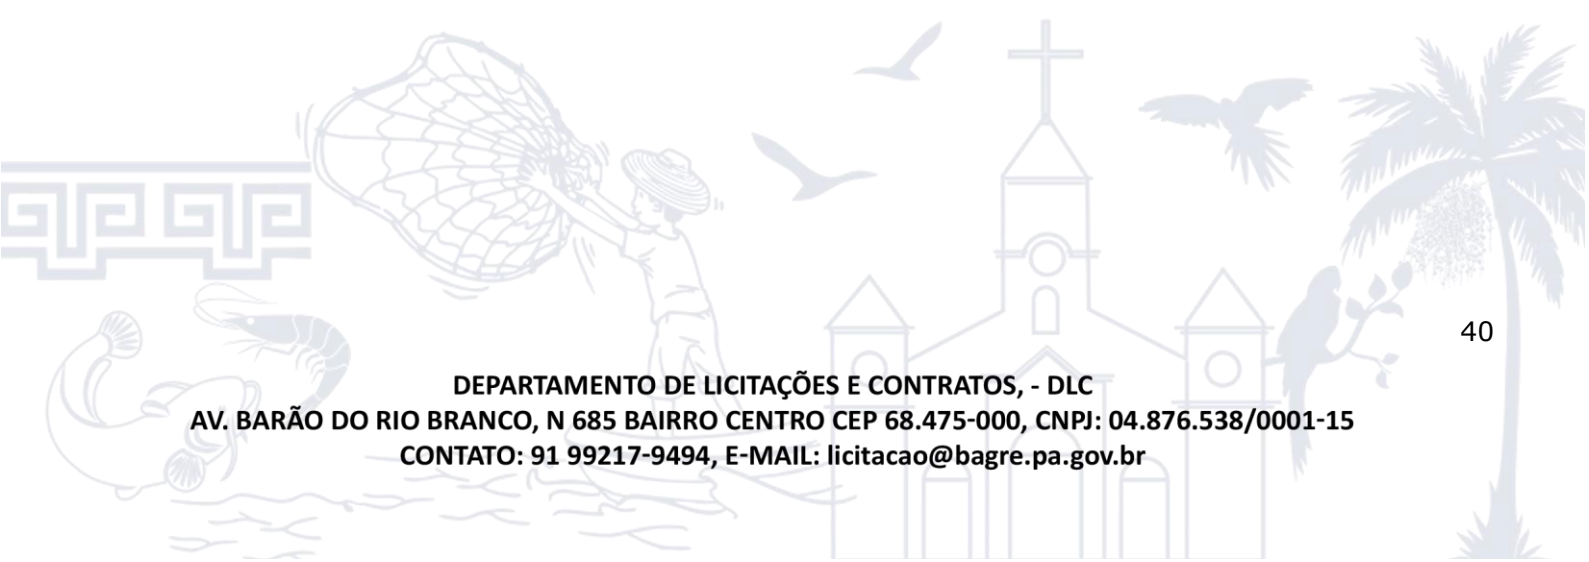 40
DEPARTAMENTO DE LICITAÇÕES E CONTRATOS, - DLC
AV. BARÃO DO RIO BRANCO, N 685 BAIRRO CENTRO CEP 68.475-000, CNPJ: 04.876.538/0001-15
CONTATO: 91 99217-9494, E-MAIL: licitacao@bagre.pa.gov.br